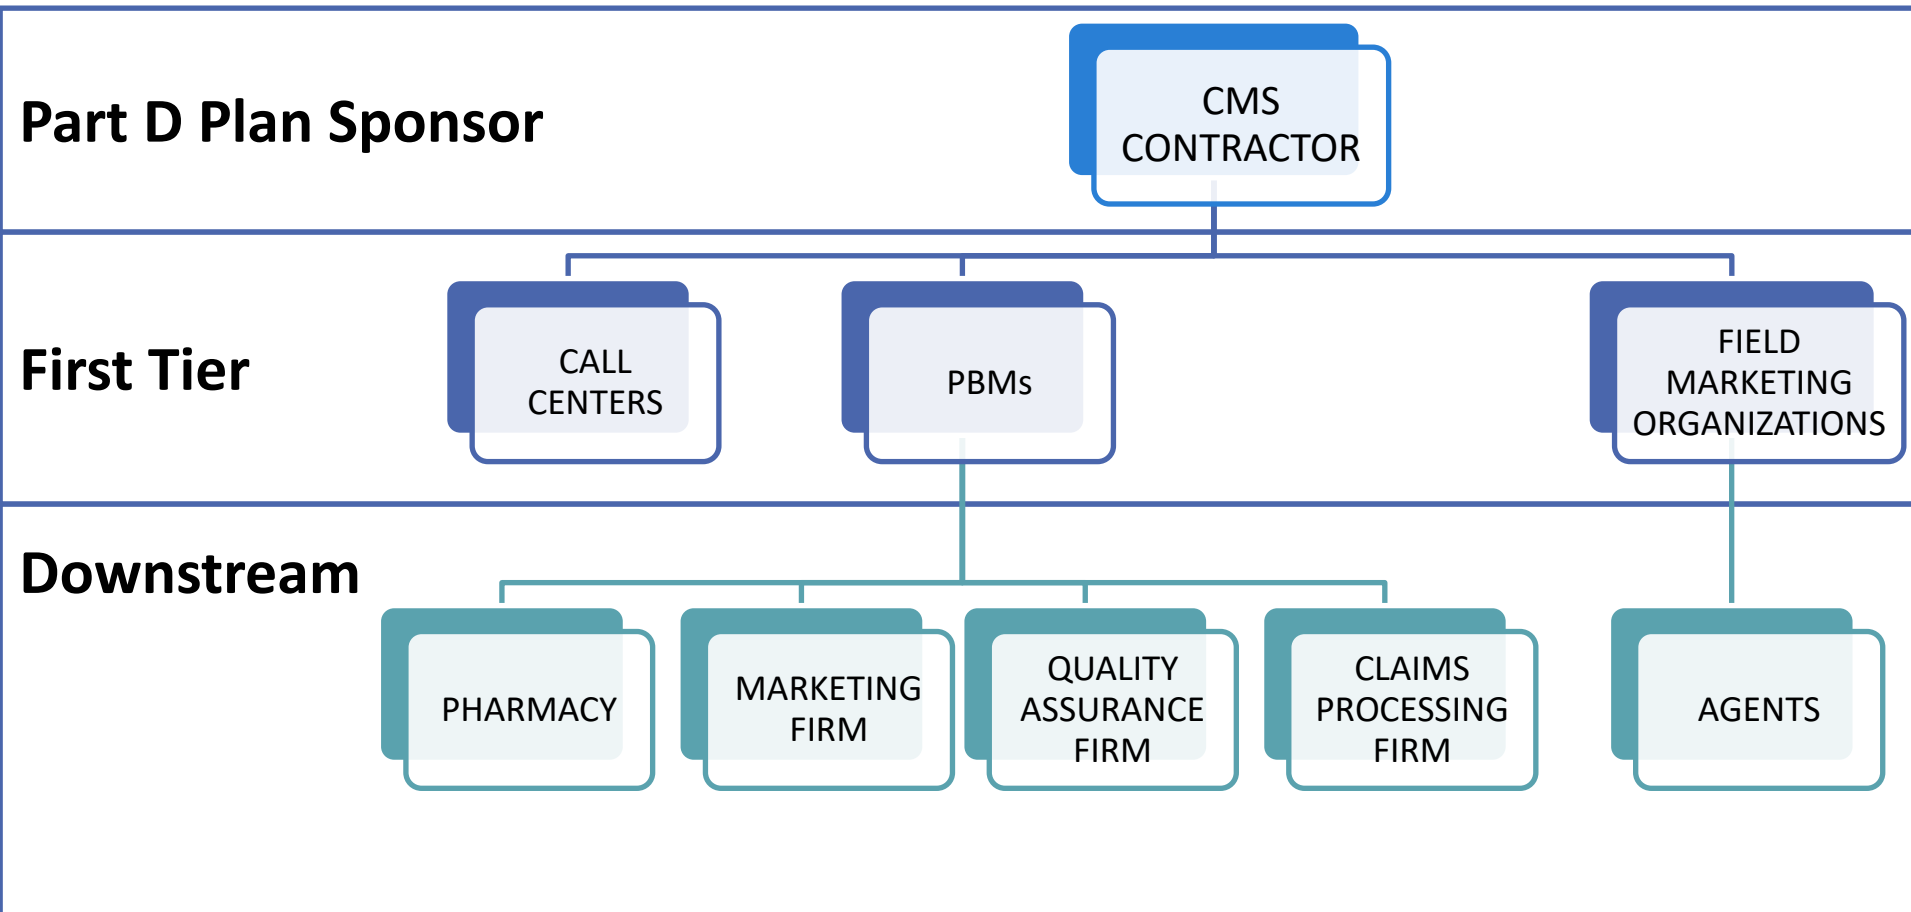 Part D Plan Sponsor
CMS
CONTRACTOR
First Tier
CALL
CENTERS
PBMs
FIELD
MARKETING
ORGANIZATIONS
Downstream
PHARMACY
MARKETING
FIRM
QUALITY
ASSURANCE
FIRM
CLAIMS
PROCESSING
FIRM
AGENTS